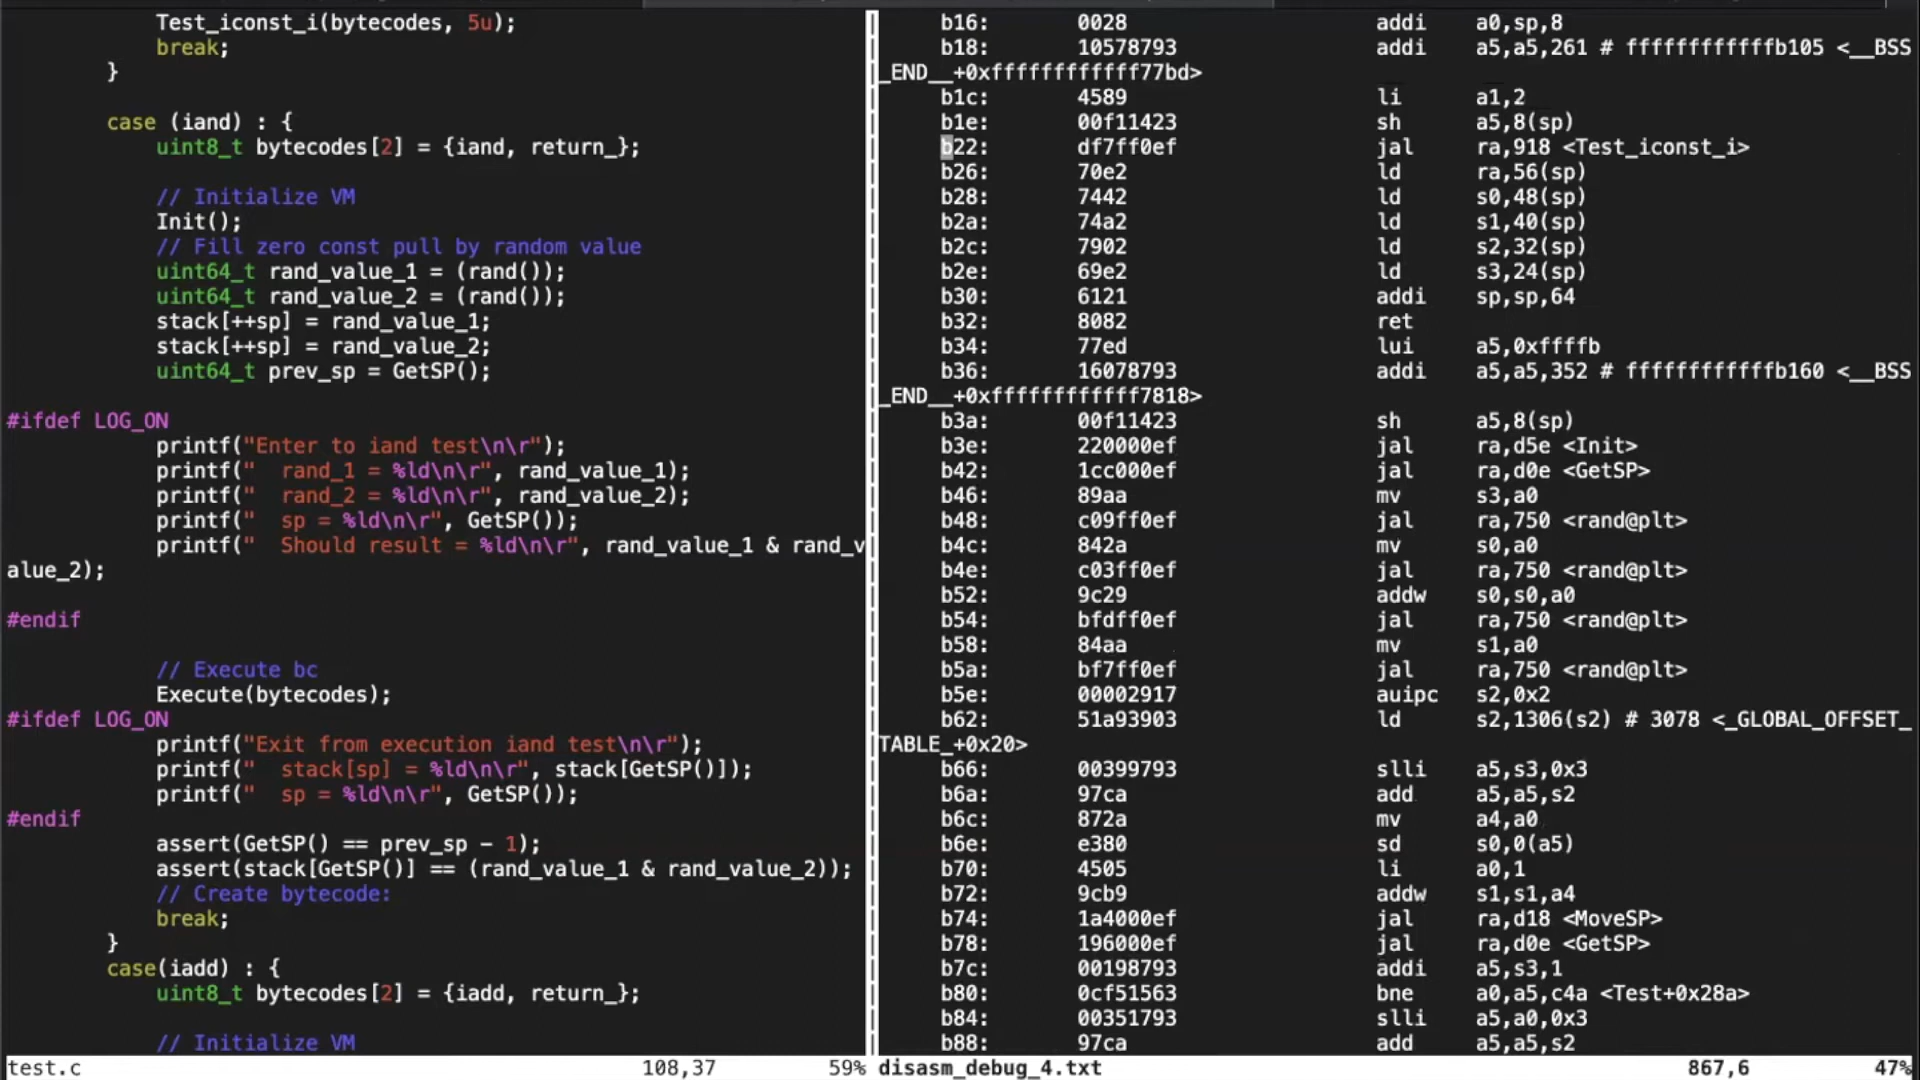 Test_iconst_i(bytecodes, 5u);
break;
}
case (iand) : {
uint8_t bytecodes[2] = {iand, return_};
// Initialize VM
Init();
// Fill zero const pull by random value
uint64_t rand_value_1 = (rand());
uint64_t rand_value_2 = (rand());
stack[++sp] = rand_value_1;
stack[++sp] = rand_value_2;
uint64_t prev_sp = GetSP();
#ifdef LOG_ON
printf("Enter to iand test\n\r");
printf("  rand_1 = %ld\n\r", rand_value_1);
printf("  rand_2 = %ld\n\r", rand_value_2);
printf("  sp = %ld\n\r", GetSP());
printf("  Should result = %ld\n\r", rand_value_1 & rand_v
alue_2);
#endif
// Execute bc
Execute(bytecodes);
#ifdef LOG_ON
printf("Exit from execution iand test\n\r");
printf("  stack[sp] = %ld\n\r", stack[GetSP()]);
printf("  sp = %ld\n\r", GetSP());
#endif
assert(GetSP() == prev_sp - 1);
assert(stack[GetSP()] == (rand_value_1 & rand_value_2));
// Create bytecode:
break;
}
case(iadd) : {
uint8_t bytecodes[2] = {iadd, return_};
// Initialize VM
test.c 108,37 59%
b16: 0028 addi a0,sp,8
b18: 10578793 addi a5,a5,261 # ffffffffffffb105 <__BSS
_END__+0xffffffffffff77bd>
b1c: 4589 li a1,2
b1e: 00f11423 sh a5,8(sp)
b22: df7ff0ef jal ra,918 <Test_iconst_i>
b26: 70e2 ld ra,56(sp)
b28: 7442 ld s0,48(sp)
b2a: 74a2 ld s1,40(sp)
b2c: 7902 ld s2,32(sp)
b2e: 69e2 ld s3,24(sp)
b30: 6121 addi sp,sp,64
b32: 8082 ret
b34: 77ed lui a5,0xffffb
b36: 16078793 addi a5,a5,352 # ffffffffffffb160 <__BSS
_END__+0xffffffffffff7818>
b3a: 00f11423 sh a5,8(sp)
b3e: 220000ef jal ra,d5e <Init>
b42: 1cc000ef jal ra,d0e <GetSP>
b46: 89aa mv s3,a0
b48: c09ff0ef jal ra,750 <rand@plt>
b4c: 842a mv s0,a0
b4e: c03ff0ef jal ra,750 <rand@plt>
b52: 9c29 addw s0,s0,a0
b54: bfdff0ef jal ra,750 <rand@plt>
b58: 84aa mv s1,a0
b5a: bf7ff0ef jal ra,750 <rand@plt>
b5e: 00002917 auipc s2,0x2
b62: 51a93903 ld s2,1306(s2) # 3078 <_GLOBAL_OFFSET_
TABLE_+0x20>
b66: 00399793 slli a5,s3,0x3
b6a: 97ca add a5,a5,s2
b6c: 872a mv a4,a0
b6e: e380 sd s0,0(a5)
b70: 4505 li a0,1
b72: 9cb9 addw s1,s1,a4
b74: 1a4000ef jal ra,d18 <MoveSP>
b78: 196000ef jal ra,d0e <GetSP>
b7c: 00198793 addi a5,s3,1
b80: 0cf51563 bne a0,a5,c4a <Test+0x28a>
b84: 00351793 slli a5,a0,0x3
b88: 97ca add a5,a5,s2
disasm_debug_4.txt 867,6 47%